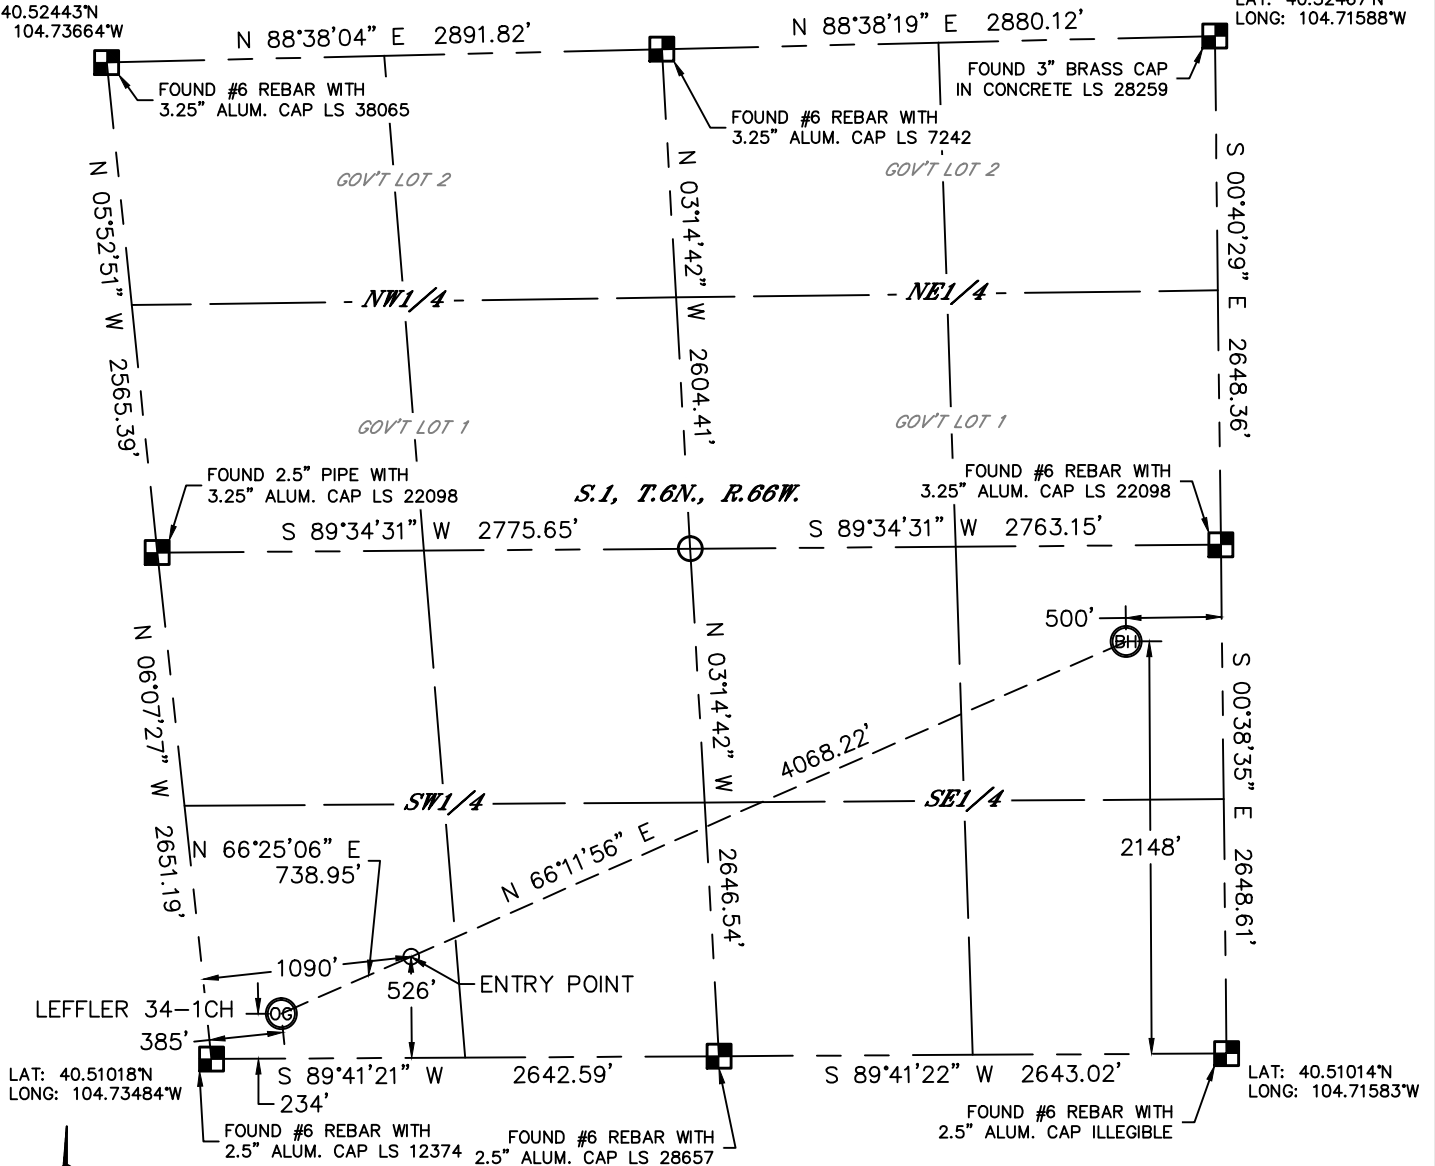 40.52443°N
104.73664°W
N 88°38'04" E 2891.82'
N 88°38'19" E 2880.12'
LONG: 104.71588°W
FOUND #6 REBAR WITH
3.25" ALUM. CAP LS 38065
FOUND #6 REBAR WITH
3.25" ALUM. CAP LS 7242
FOUND 3" BRASS CAP
IN CONCRETE LS 28259
N 05°52'51" W 2565.39'
GOV'T LOT 2
N 03°14'42" W 2604.41'
GOV'T LOT 2
S 00°40'29" E 2648.36'
NW1/4
NE1/4
GOV'T LOT 1
GOV'T LOT 1
FOUND 2.5" PIPE WITH
3.25" ALUM. CAP LS 22098
S.1, T.6N., R.66W.
FOUND #6 REBAR WITH
3.25" ALUM. CAP LS 22098
S 89°34'31" W 2775.65'
S 89°34'31" W 2763.15'
500'
BH
N 06°07'27" W 2651.19'
N 03°14'42" W 2646.54'
S 00°38'35" E 2648.61'
4068.22'
SW1/4
SE1/4
N 66°25'06" E
738.95'
N 66°11'56" E
2148'
1090'
526'
ENTRY POINT
LEFFLER 34-1CH
OG
385'
LAT: 40.51018°N
LONG: 104.73484°W
S 89°41'21" W 2642.59'
S 89°41'22" W 2643.02'
LAT: 40.51014°N
LONG: 104.71583°W
234'
FOUND #6 REBAR WITH
2.5" ALUM. CAP LS 12374
FOUND #6 REBAR WITH
2.5" ALUM. CAP LS 28657
FOUND #6 REBAR WITH
2.5" ALUM. CAP ILLEGIBLE